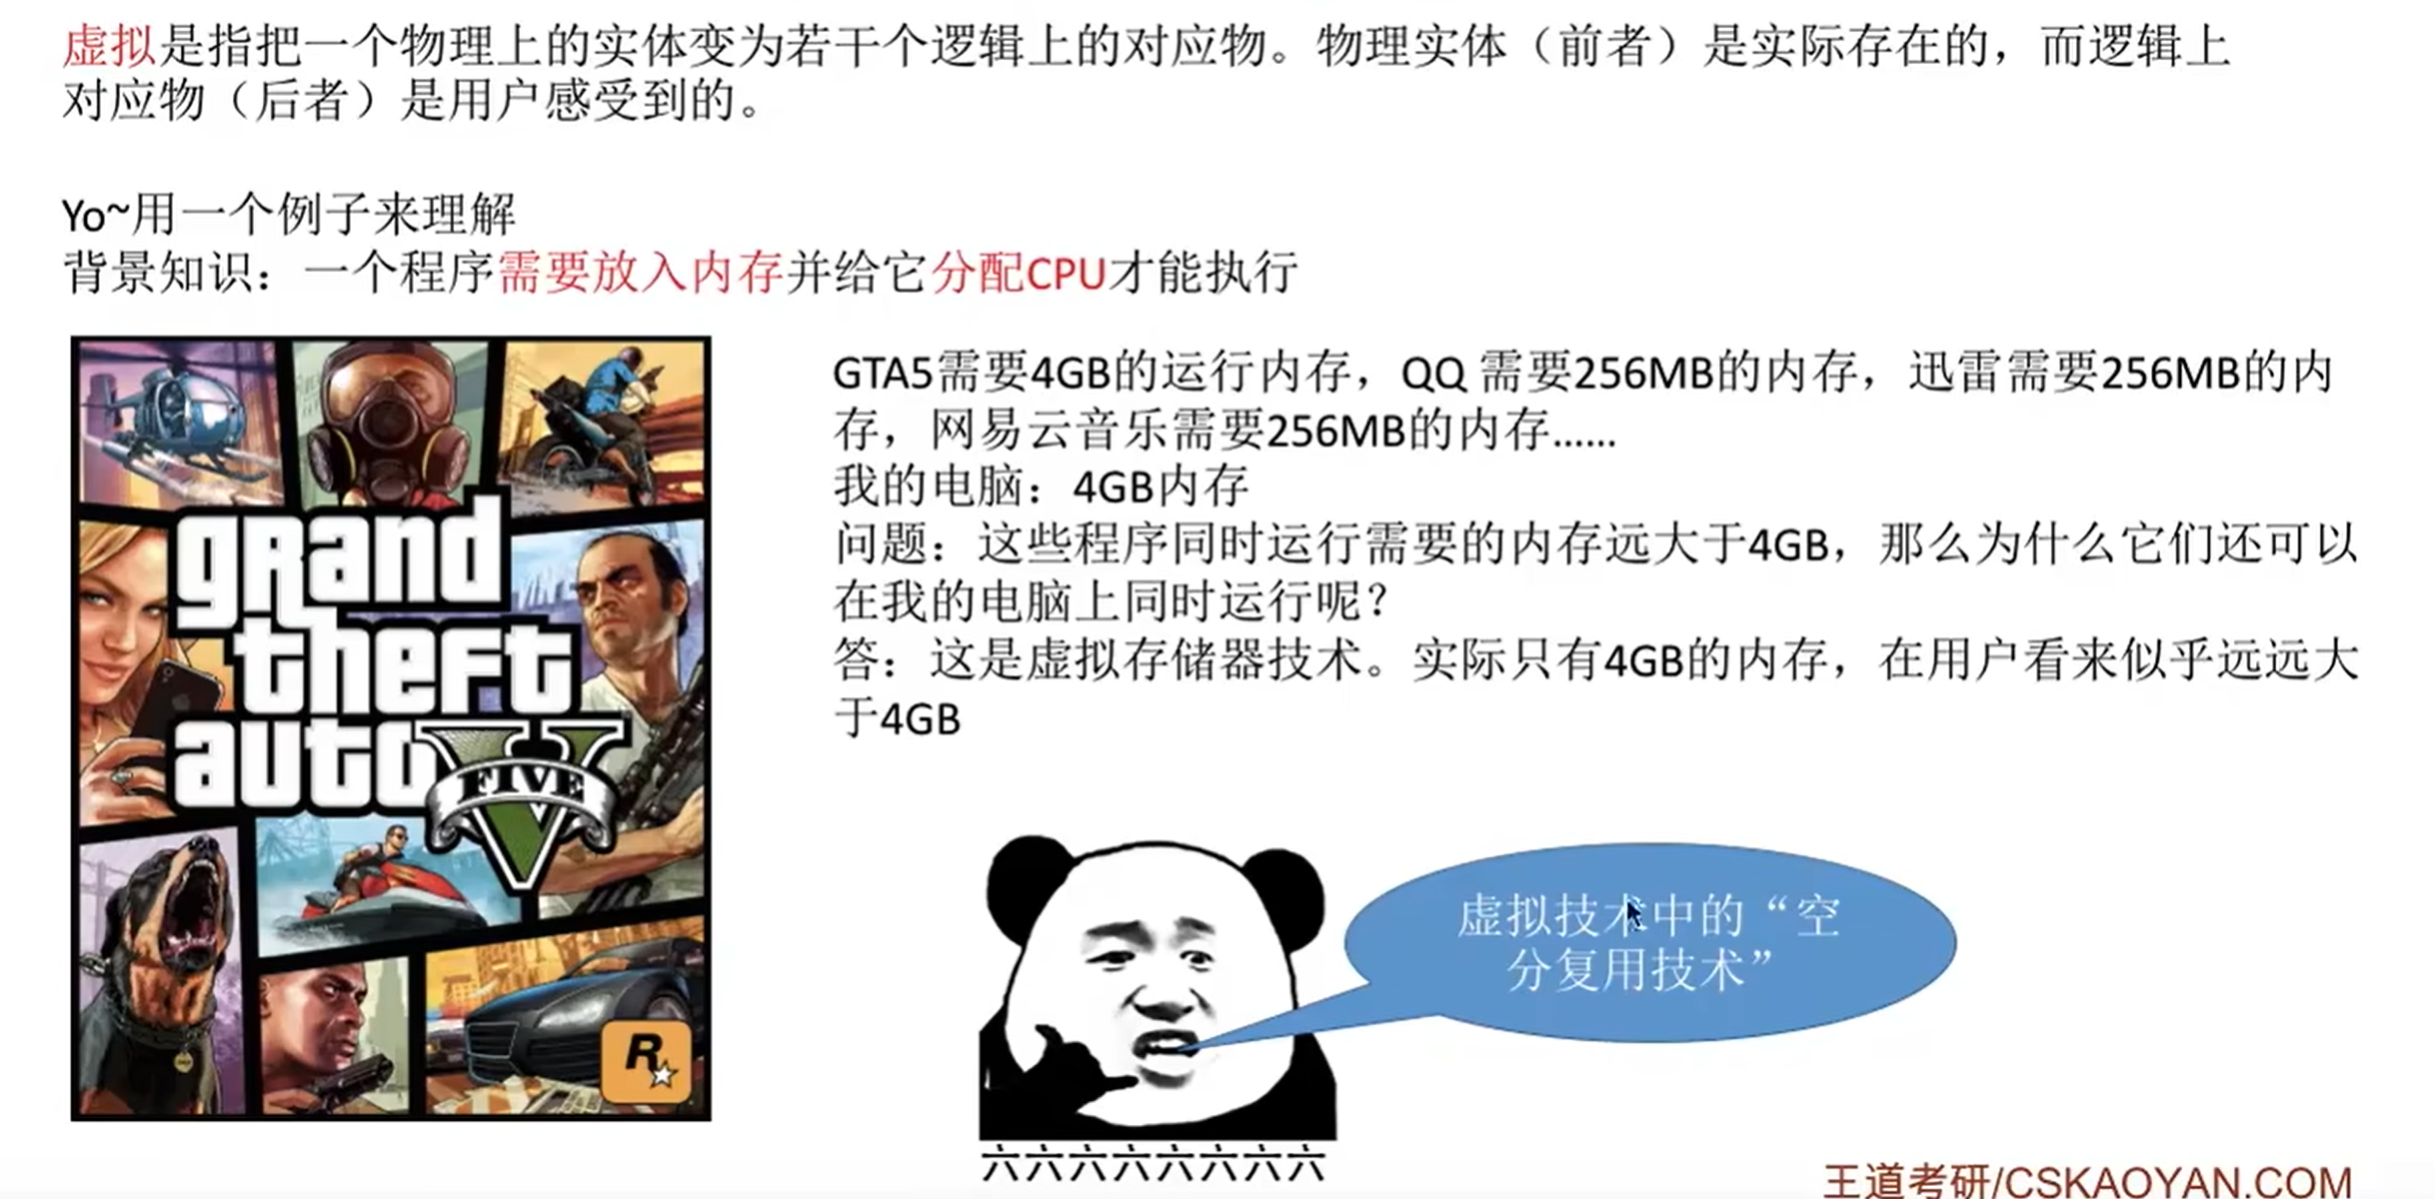 虚拟是指把一个物理上的实体变为若干个逻辑上的对应物。物理实体（前者）是实际存在的，而逻辑上
对应物（后者）是用户感受到的。
Yo~用一个例子来理解
背景知识：一个程序需要放入内存并给它分配CPU才能执行
grand
theft
auto
V
FIVE
R
GTA5需要4GB的运行内存，QQ 需要256MB的内存，迅雷需要256MB的内
存，网易云音乐需要256MB的内存……
我的电脑：4GB内存
问题：这些程序同时运行需要的内存远大于4GB，那么为什么它们还可以
在我的电脑上同时运行呢？
答：这是虚拟存储器技术。实际只有4GB的内存，在用户看来似乎远远大
于4GB
虚拟技术中的“空
分复用技术”
六六六六六六六六
王道考研/CSKAOYAN.COM